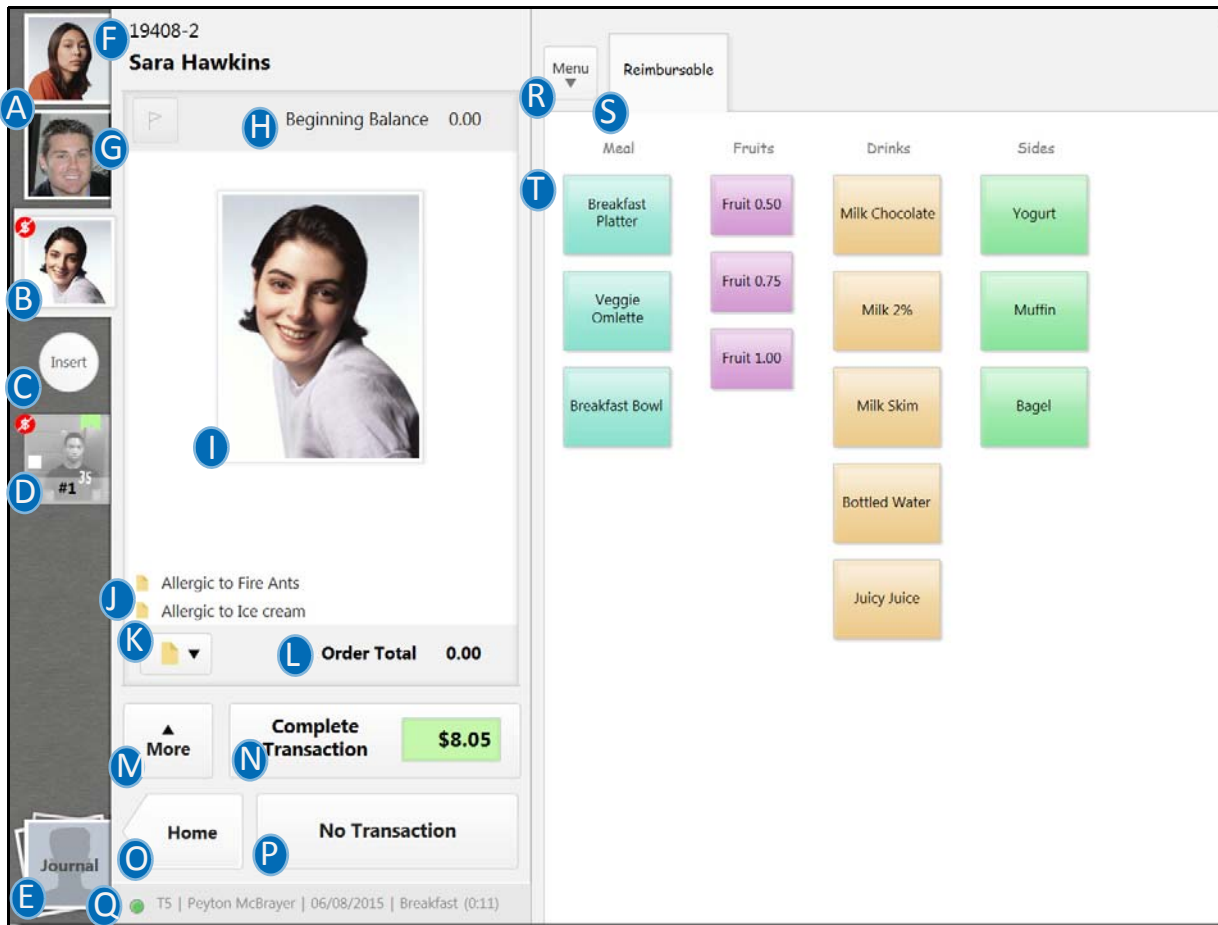 F
19408-2
Sara Hawkins
A
G
H
Beginning Balance 0.00
B
Insert
C
I
D
#1
35
J
Allergic to Fire Ants
Allergic to Ice cream
K
L
Order Total 0.00
M
More
N
Complete
Transaction
$8.05
O
Home
P
No Transaction
Journal
E
Q
T5 | Peyton McBrayer | 06/08/2015 | Breakfast (0:11)
Menu
R
Reimbursable
S
Meal Fruits Drinks Sides
T
Breakfast
Platter
Fruit 0.50
Milk Chocolate
Yogurt
Veggie
Omlette
Fruit 0.75
Milk 2%
Muffin
Fruit 1.00
Breakfast Bowl
Milk Skim
Bagel
Bottled Water
Juicy Juice